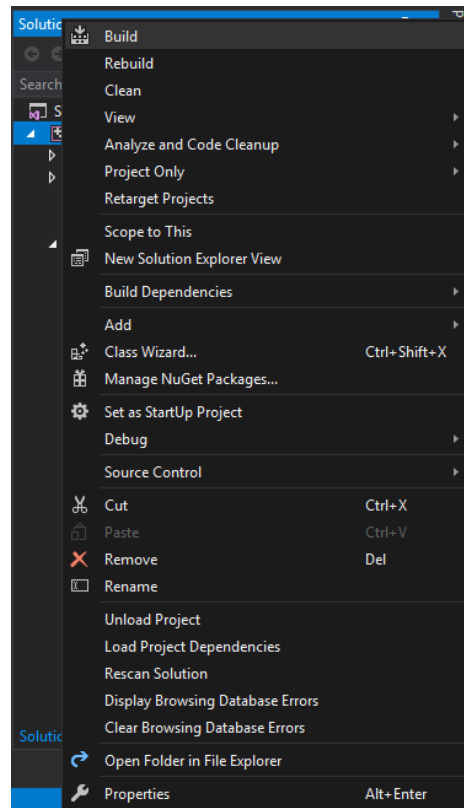 Solutic
Build
Rebuild
Search
Clean
S
View
Analyze and Code Cleanup
Project Only
Retarget Projects
Scope to This
New Solution Explorer View
Build Dependencies
Add
Class Wizard... Ctrl+Shift+X
Manage NuGet Packages...
Set as StartUp Project
Debug
Source Control
Cut Ctrl+X
Paste Ctrl+V
Remove Del
Rename
Unload Project
Load Project Dependencies
Rescan Solution
Display Browsing Database Errors
Clear Browsing Database Errors
Solutic
Open Folder in File Explorer
Properties Alt+Enter